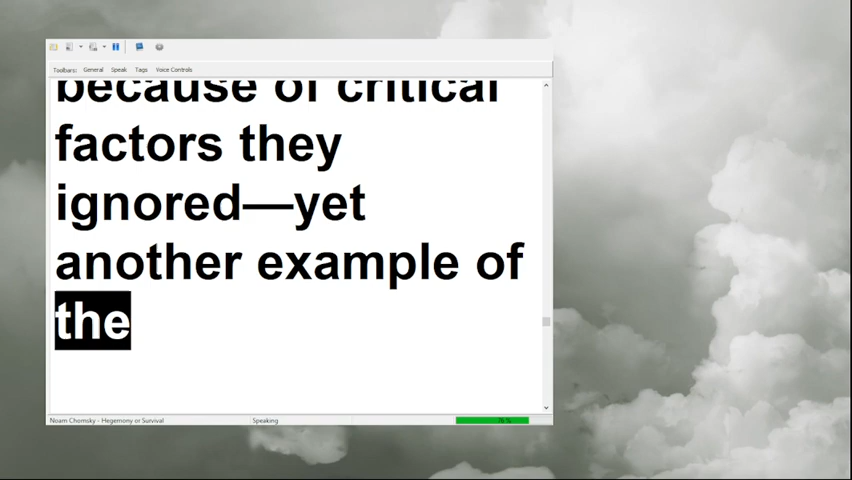 Toolbars: General Speak Tags Voice Controls
because of critical
factors they
ignored—yet
another example of
the
Noam Chomsky - Hegemony or Survival Speaking 76 %